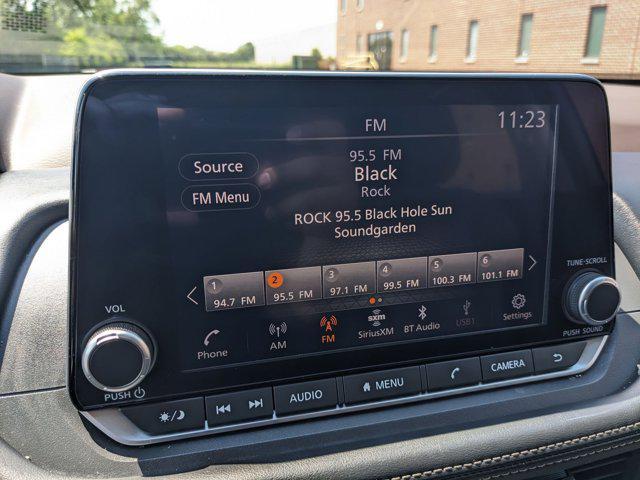 FM
11:23
Source
FM Menu
95.5 FM
Black
Rock
ROCK 95.5 Black Hole Sun
Soundgarden
1
94.7 FM
2
95.5 FM
3
97.1 FM
4
99.5 FM
5
100.3 FM
6
101.1 FM
Phone
AM
FM
sxm
SiriusXM
BT Audio
USB1
Settings
VOL
PUSH
TUNE·SCROLL
PUSH SOUND
AUDIO
MENU
CAMERA